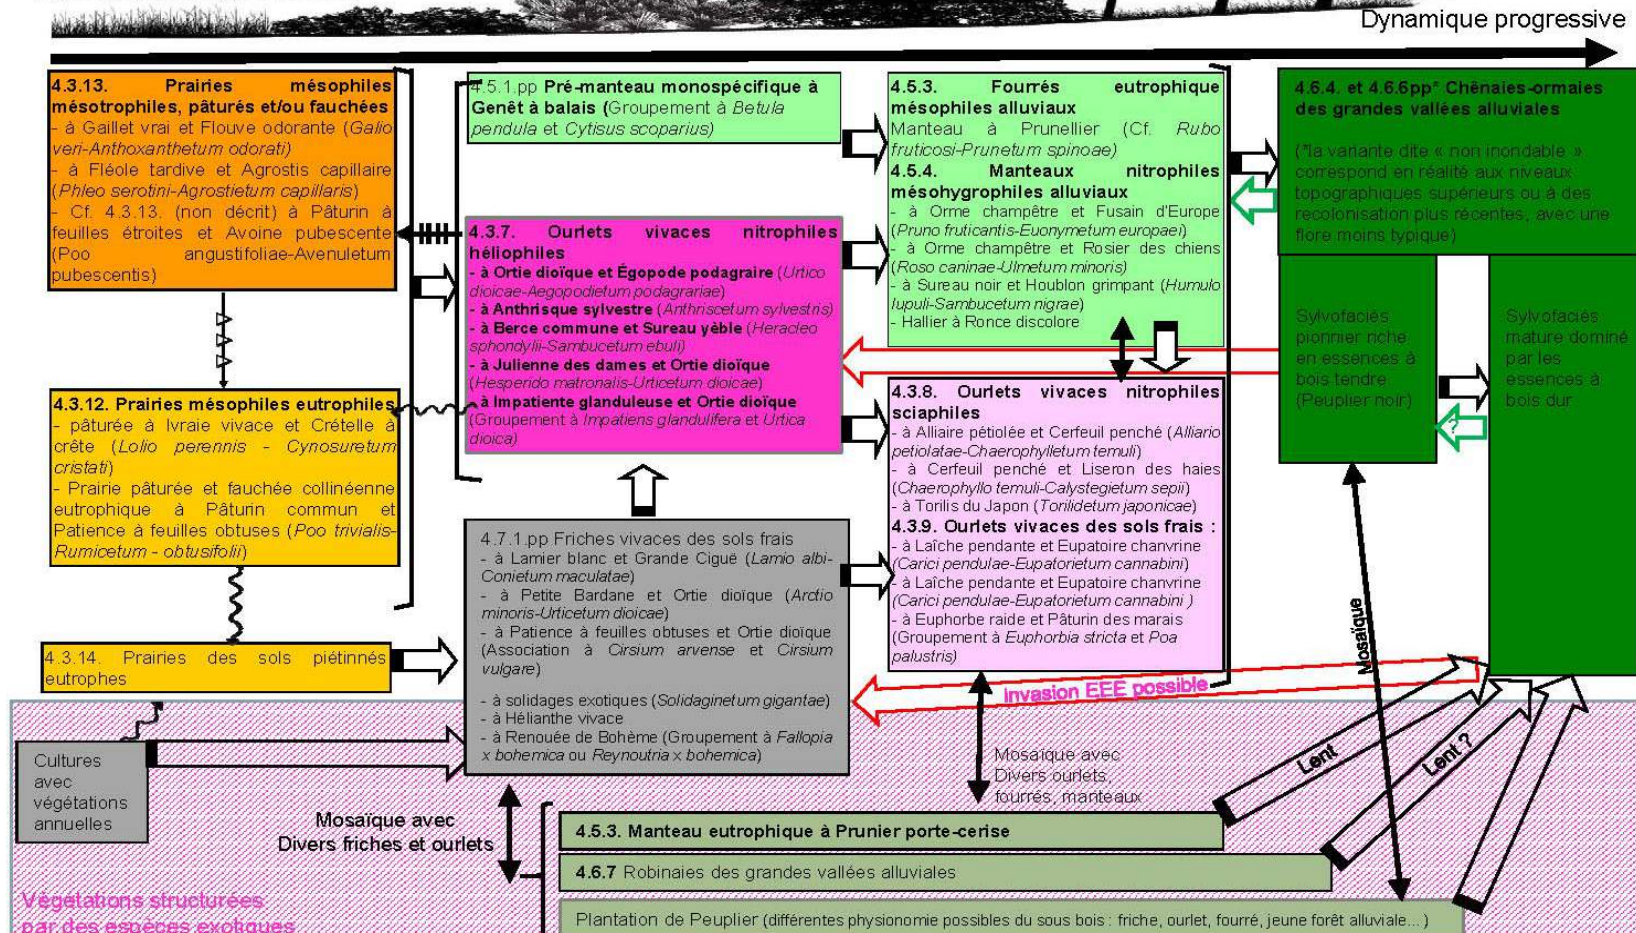 Dynamique progressive
4.3.13. Prairies mésophiles
mésotrophiles, pâturés et/ou fauchées
- à Gaillet vrai et Flouve odorante (Galio
veri-Anthoxanthetum odorati)
- à Fléole tardive et Agrostis capillaire
(Phleo serotini-Agrostietum capillaris)
- Cf. 4.3.13. (non décrit) à Pâturin à
feuilles étroites et Avoine pubescente
(Poo angustifoliae-Avenuletum
pubescentis)
4.3.12. Prairies mésophiles eutrophiles
- pâturée à Ivraie vivace et Crételle à
crête (Lolio perennis - Cynosuretum
cristati)
- Prairie pâturée et fauchée collinéenne
eutrophique à Pâturin commun et
Patience à feuilles obtuses (Poo trivialis-
Rumicetum - obtusifolii)
4.3.14. Prairies des sols piétinnés
eutrophes
Cultures
avec
végétations
annuelles
Végétations structurées
par des espèces exotiques
4.5.1.pp Pré-manteau monospécifique à
Genêt à balais (Groupement à Betula
pendula et Cytisus scoparius)
4.3.7. Ourlets vivaces nitrophiles
héliophiles
- à Ortie dioïque et Égopode podagraire (Urtico
dioicae-Aegopodietum podagrariae)
- à Anthrisque sylvestre (Anthriscetum sylvestris)
- à Berce commune et Sureau yèble (Heracleo
sphondylii-Sambucetum ebuli)
- à Julienne des dames et Ortie dioïque
(Hesperido matronalis-Urticetum dioicae)
- à Impatiente glanduleuse et Ortie dioïque
(Groupement à Impatiens glandulifera et Urtica
dioica)
4.7.1.pp Friches vivaces des sols frais
- à Lamier blanc et Grande Ciguë (Lamio albi-
Conietum maculatae)
- à Petite Bardane et Ortie dioïque (Arctio
minoris-Urticetum dioicae)
- à Patience à feuilles obtuses et Ortie dioïque
(Association à Cirsium arvense et Cirsium
vulgare)
- à solidages exotiques (Solidaginetum gigantae)
- à Hélianthe vivace
- à Renouée de Bohême (Groupement à Fallopia
x bohemica ou Reynoutria x bohemica)
Mosaïque avec
Divers friches et ourlets
4.5.3. Fourrés eutrophique
mésophiles alluviaux
Manteau à Prunellier (Cf. Rubo
fruticosi-Prunetum spinoae)
4.5.4. Manteaux nitrophiles
mésohygrophiles alluviaux
- à Orme champêtre et Fusain d'Europe
(Pruno fruticantis-Euonymetum europaei)
- à Orme champêtre et Rosier des chiens
(Roso caninae-Ulmetum minoris)
- à Sureau noir et Houblon grimpant (Humulo
lupuli-Sambucetum nigrae)
- Hallier à Ronce discolore
4.3.8. Ourlets vivaces nitrophiles
sciaphiles
- à Alliaire pétiolée et Cerfeuil penché (Alliario
petiolatae-Chaerophylletum temuli)
- à Cerfeuil penché et Liseron des haies
(Chaerophyllo temuli-Calystegietum sepii)
- à Torilis du Japon (Torilidetum japonicae)
4.3.9. Ourlets vivaces des sols frais :
- à Laîche pendante et Eupatoire chanvrine
(Carici pendulae-Eupatorietum cannabini)
- à Laîche pendante et Eupatoire chanvrine
(Carici pendulae-Eupatorietum cannabini )
- à Euphorbe raide et Pâturin des marais
(Groupement à Euphorbia stricta et Poa
palustris)
Invasion EEE possible
Mosaïque avec
Divers ourlets,
fourrés, manteaux
4.6.4. et 4.6.6pp* Chênaies-ormaies
des grandes vallées alluviales
(*la variante dite « non inondable »
correspond en réalité aux niveaux
topographiques supérieurs ou à des
recolonisation plus récentes, avec une
flore moins typique)
Sylvofaciès
pionnier riche
en essences à
bois tendre
(Peuplier noir)
?
Sylvofaciès
mature dominé
par les
essences à
bois dur
Mosaïque
Lent
Lent ?
4.5.3. Manteau eutrophique à Prunier porte-cerise
4.6.7 Robinaies des grandes vallées alluviales
Plantation de Peuplier (différentes physionomie possibles du sous bois : friche, ourlet, fourré, jeune forêt alluviale... )